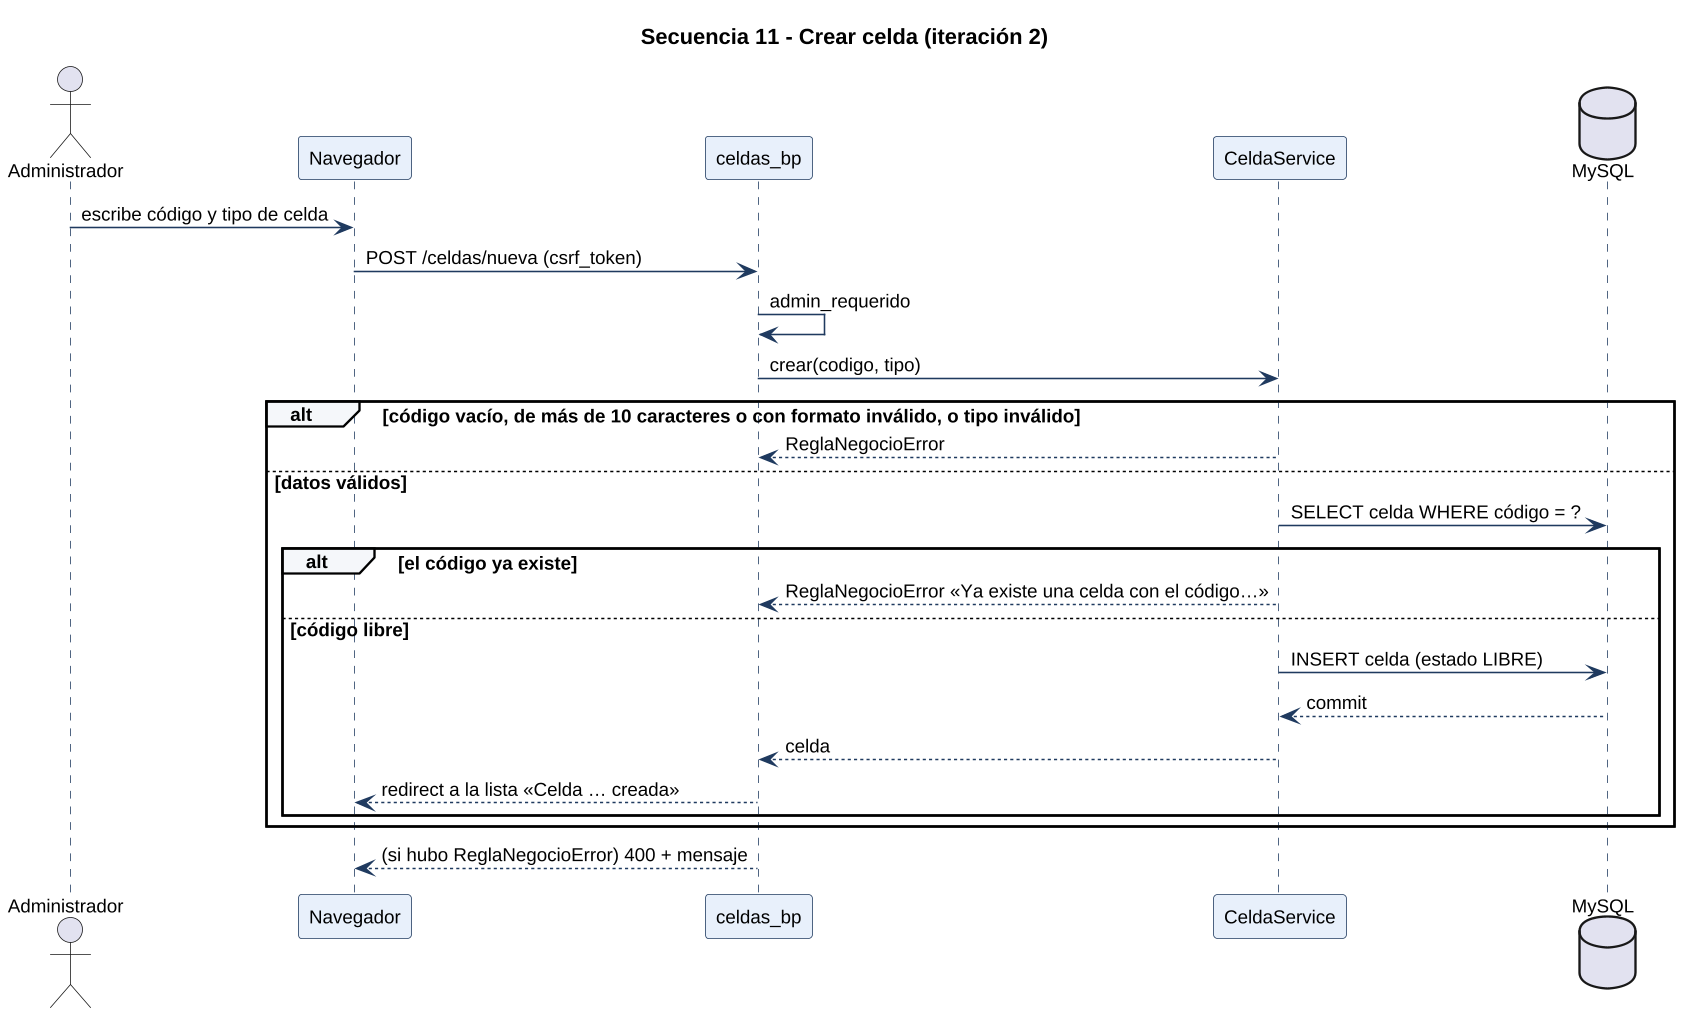 Secuencia 11 - Crear celda (iteración 2)
Administrador
Navegador
celdas_bp
CeldaService
MySQL
escribe código y tipo de celda
POST /celdas/nueva (csrf_token)
admin_requerido
crear(codigo, tipo)
alt
[código vacío, de más de 10 caracteres o con formato inválido, o tipo inválido]
ReglaNegocioError
[datos válidos]
SELECT celda WHERE código = ?
alt
[el código ya existe]
ReglaNegocioError «Ya existe una celda con el código…»
[código libre]
INSERT celda (estado LIBRE)
commit
celda
redirect a la lista «Celda … creada»
(si hubo ReglaNegocioError) 400 + mensaje
Administrador
Navegador
celdas_bp
CeldaService
MySQL